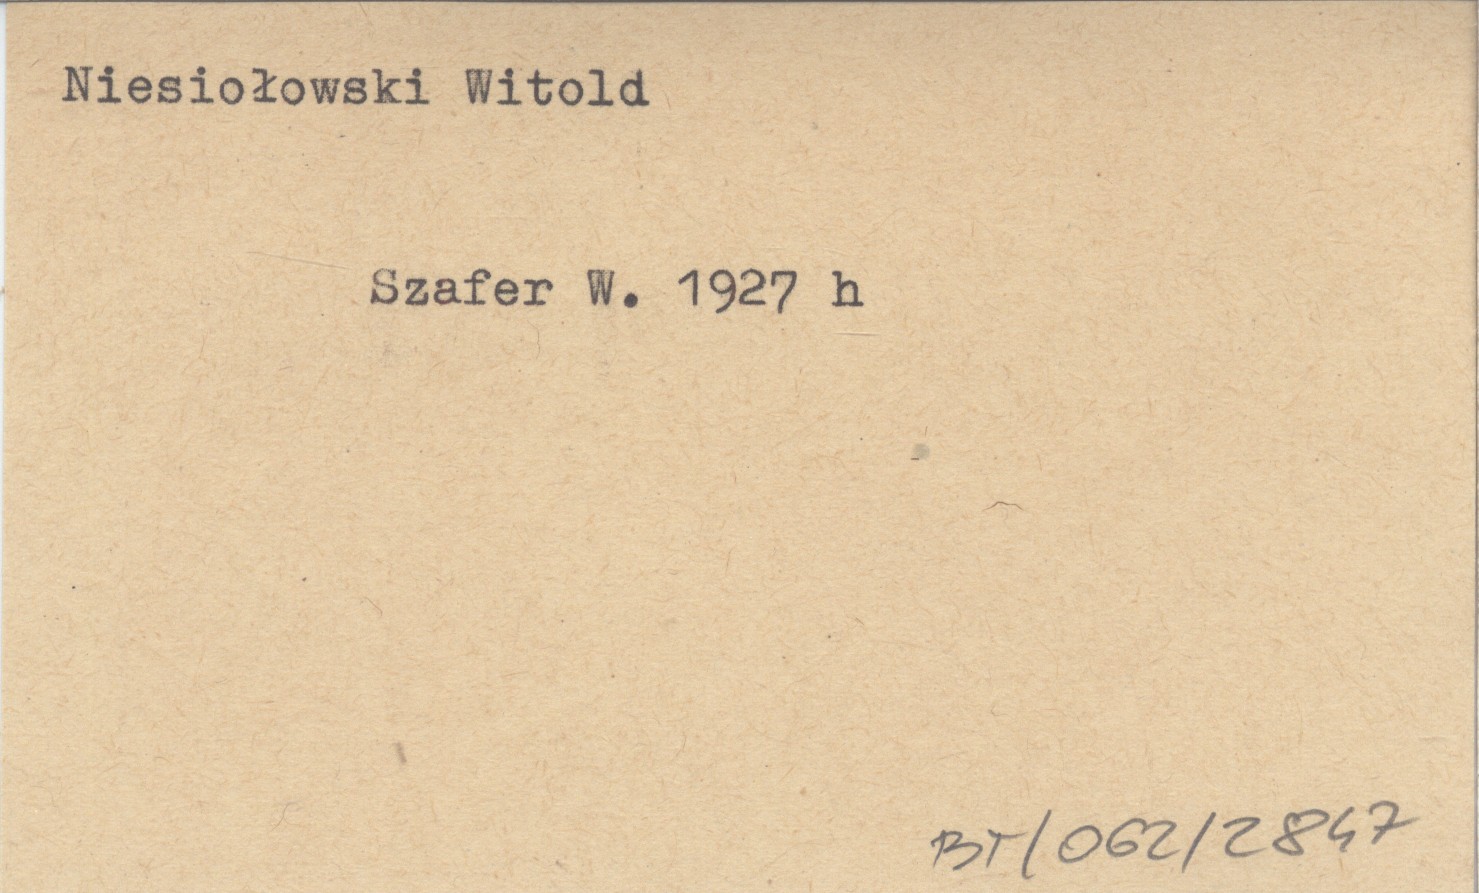 Niesiołowski Witold
Szafer W. 1927 h
BT/062/2847